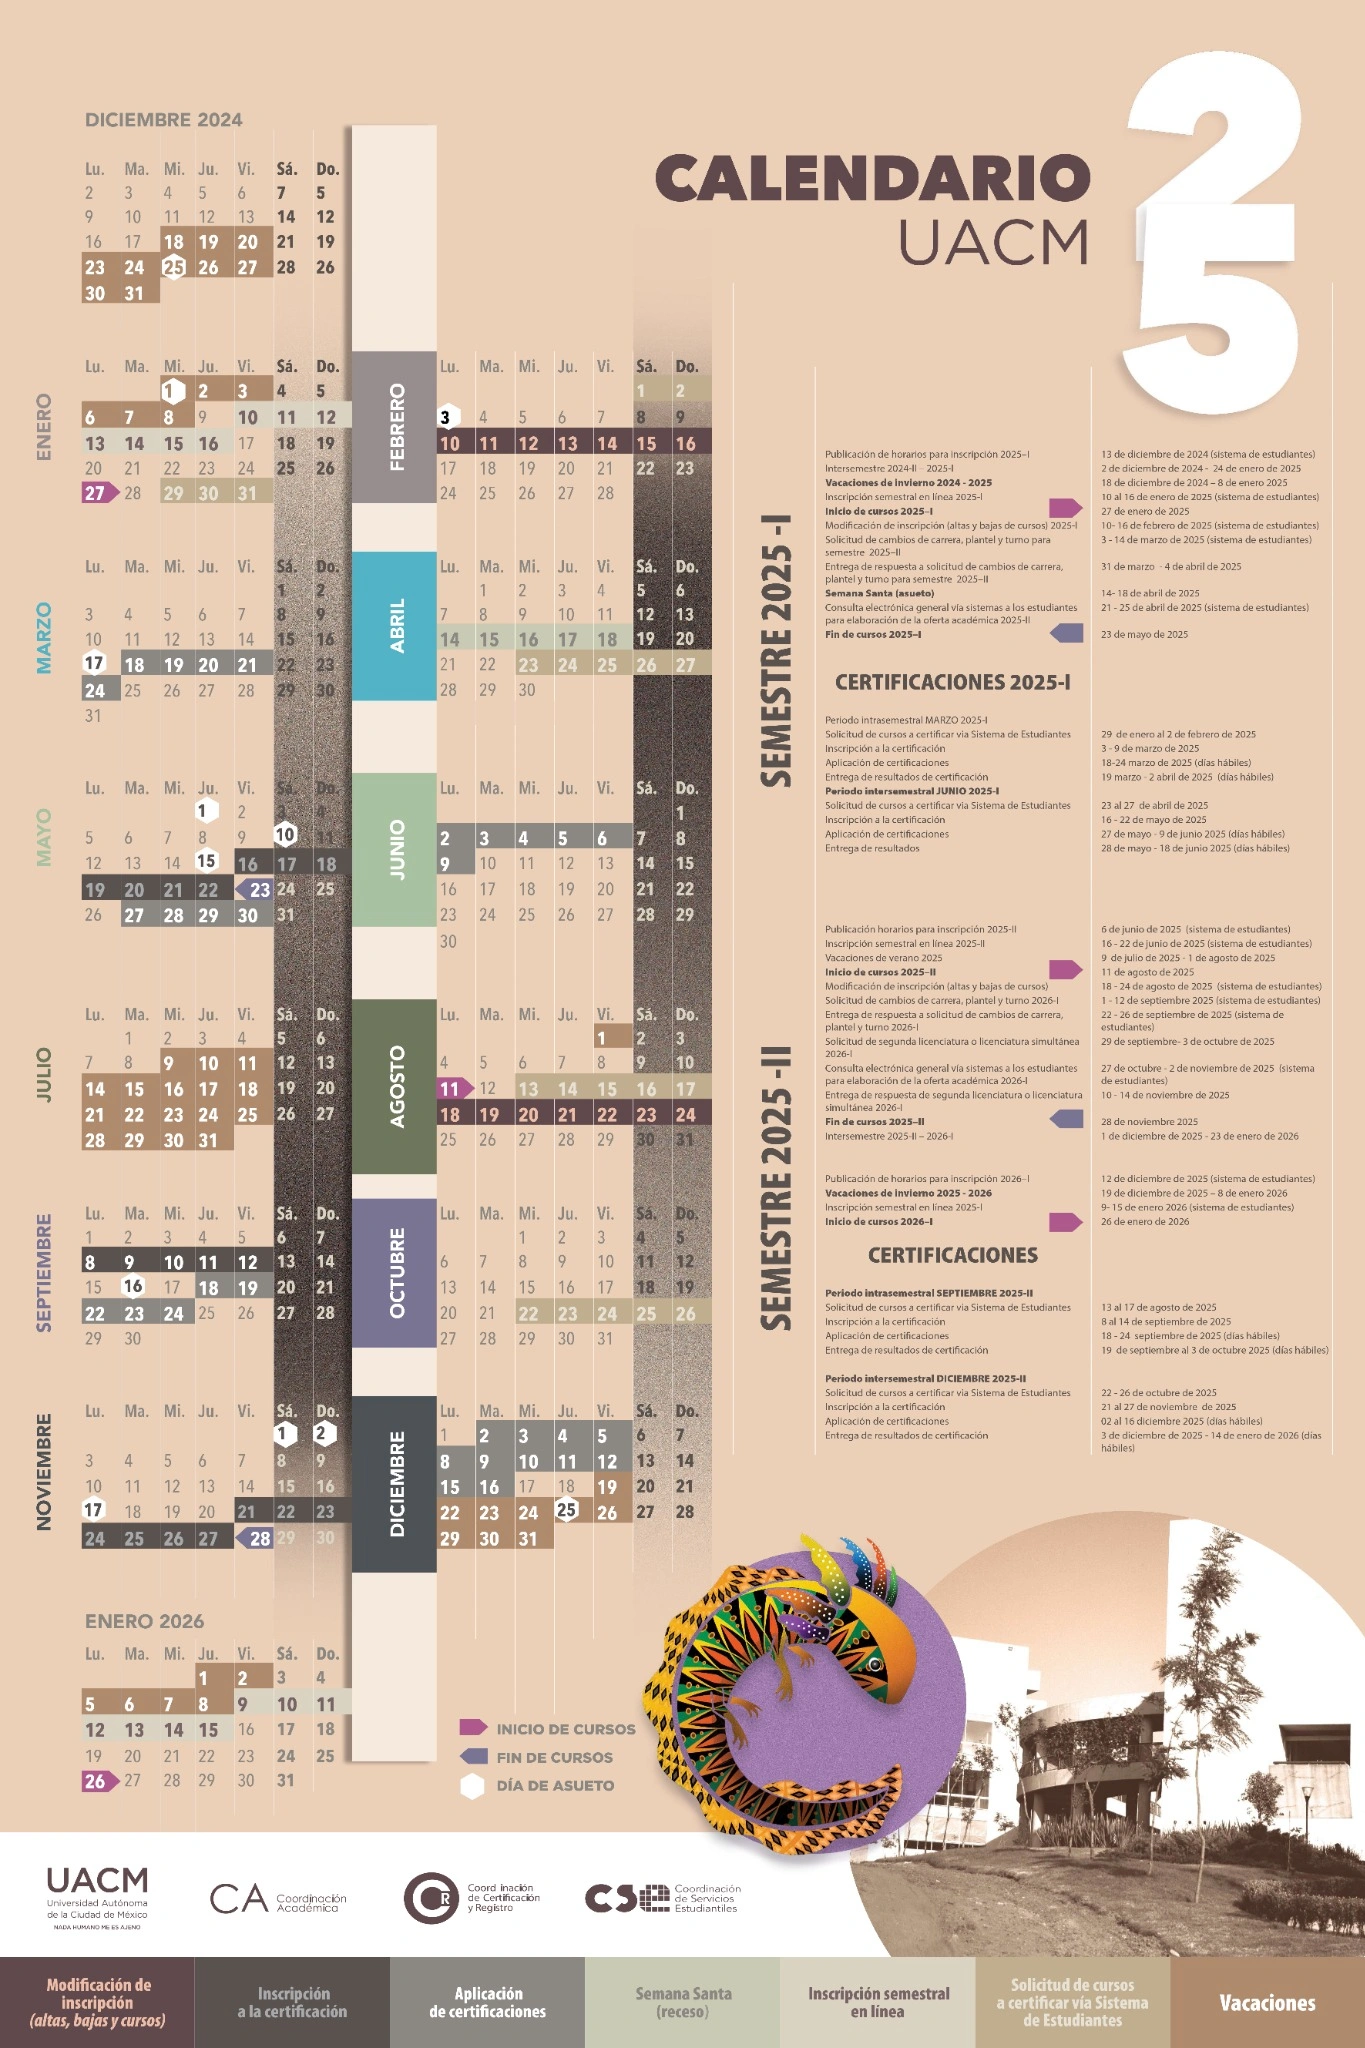 CALENDARIO
UACM
25
DICIEMBRE 2024
Lu. Ma. Mi. Ju. Vi. Sá. Do.
2 3 4 5 6 7 5
9 10 11 12 13 14 12
16 17 18 19 20 21 19
23 24 25 26 27 28 26
30 31
ENERO
Lu. Ma. Mi. Ju. Vi. Sá. Do.
1 2 3 4 5
6 7 8 9 10 11 12
13 14 15 16 17 18 19
20 21 22 23 24 25 26
27 28 29 30 31
FEBRERO
Lu. Ma. Mi. Ju. Vi. Sá. Do.
1 2
3 4 5 6 7 8 9
10 11 12 13 14 15 16
17 18 19 20 21 22 23
24 25 26 27 28
MARZO
Lu. Ma. Mi. Ju. Vi. Sá. Do.
1 2
3 4 5 6 7 8 9
10 11 12 13 14 15 16
17 18 19 20 21 22 23
24 25 26 27 28 29 30
31
ABRIL
Lu. Ma. Mi. Ju. Vi. Sá. Do.
1 2 3 4 5 6
7 8 9 10 11 12 13
14 15 16 17 18 19 20
21 22 23 24 25 26 27
28 29 30
MAYO
Lu. Ma. Mi. Ju. Vi. Sá. Do.
1 2 3 4
5 6 7 8 9 10 11
12 13 14 15 16 17 18
19 20 21 22 23 24 25
26 27 28 29 30 31
JUNIO
Lu. Ma. Mi. Ju. Vi. Sá. Do.
1
2 3 4 5 6 7 8
9 10 11 12 13 14 15
16 17 18 19 20 21 22
23 24 25 26 27 28 29
30
JULIO
Lu. Ma. Mi. Ju. Vi. Sá. Do.
1 2 3 4 5 6
7 8 9 10 11 12 13
14 15 16 17 18 19 20
21 22 23 24 25 26 27
28 29 30 31
AGOSTO
Lu. Ma. Mi. Ju. Vi. Sá. Do.
1 2 3
4 5 6 7 8 9 10
11 12 13 14 15 16 17
18 19 20 21 22 23 24
25 26 27 28 29 30 31
SEPTIEMBRE
Lu. Ma. Mi. Ju. Vi. Sá. Do.
1 2 3 4 5 6 7
8 9 10 11 12 13 14
15 16 17 18 19 20 21
22 23 24 25 26 27 28
29 30
OCTUBRE
Lu. Ma. Mi. Ju. Vi. Sá. Do.
1 2 3 4 5
6 7 8 9 10 11 12
13 14 15 16 17 18 19
20 21 22 23 24 25 26
27 28 29 30 31
NOVIEMBRE
Lu. Ma. Mi. Ju. Vi. Sá. Do.
1 2
3 4 5 6 7 8 9
10 11 12 13 14 15 16
17 18 19 20 21 22 23
24 25 26 27 28 29 30
DICIEMBRE
Lu. Ma. Mi. Ju. Vi. Sá. Do.
1 2 3 4 5 6 7
8 9 10 11 12 13 14
15 16 17 18 19 20 21
22 23 24 25 26 27 28
29 30 31
ENERO 2026
Lu. Ma. Mi. Ju. Vi. Sá. Do.
1 2 3 4
5 6 7 8 9 10 11
12 13 14 15 16 17 18
19 20 21 22 23 24 25
26 27 28 29 30 31
INICIO DE CURSOS
FIN DE CURSOS
DÍA DE ASUETO
SEMESTRE 2025 -I
Publicación de horarios para inscripción 2025–I 13 de diciembre de 2024 (sistema de estudiantes)
Intersemestre 2024-II - 2025-I 2 de diciembre de 2024 - 24 de enero de 2025
Vacaciones de invierno 2024 - 2025 18 de diciembre de 2024 – 8 de enero 2025
Inscripción semestral en línea 2025-I 10 al 16 de enero de 2025 (sistema de estudiantes)
Inicio de cursos 2025–I 27 de enero de 2025
Modificación de inscripción (altas y bajas de cursos) 2025-I 10- 16 de febrero de 2025 (sistema de estudiantes)
Solicitud de cambios de carrera, plantel y turno para 3 - 14 de marzo de 2025 (sistema de estudiantes)
semestre 2025–II
Entrega de respuesta a solicitud de cambios de carrera, 31 de marzo - 4 de abril de 2025
plantel y turno para semestre 2025–II
Semana Santa (asueto) 14- 18 de abril de 2025
Consulta electrónica general vía sistemas a los estudiantes 21 - 25 de abril de 2025 (sistema de estudiantes)
para elaboración de la oferta académica 2025-II
Fin de cursos 2025–I 23 de mayo de 2025
CERTIFICACIONES 2025-I
Periodo intrasemestral MARZO 2025-I
Solicitud de cursos a certificar via Sistema de Estudiantes 29 de enero al 2 de febrero de 2025
Inscripción a la certificación 3 - 9 de marzo de 2025
Aplicación de certificaciones 18-24 marzo de 2025 (días hábiles)
Entrega de resultados de certificación 19 marzo - 2 abril de 2025 (días hábiles)
Periodo intersemestral JUNIO 2025-I
Solicitud de cursos a certificar via Sistema de Estudiantes 23 al 27 de abril de 2025
Inscripción a la certificación 16 - 22 de mayo de 2025
Aplicación de certificaciones 27 de mayo - 9 de junio 2025 (días hábiles)
Entrega de resultados 28 de mayo - 18 de junio 2025 (días hábiles)
SEMESTRE 2025 -II
Publicación horarios para inscripción 2025-II 6 de junio de 2025 (sistema de estudiantes)
Inscripción semestral en línea 2025-II 16 - 22 de junio de 2025 (sistema de estudiantes)
Vacaciones de verano 2025 9 de julio de 2025 - 1 de agosto de 2025
Inicio de cursos 2025–II 11 de agosto de 2025
Modificación de inscripción (altas y bajas de cursos) 18 - 24 de agosto de 2025 (sistema de estudiantes)
Solicitud de cambios de carrera, plantel y turno 2026-I 1 - 12 de septiembre 2025 (sistema de estudiantes)
Entrega de respuesta a solicitud de cambios de carrera, 22 - 26 de septiembre de 2025 (sistema de
plantel y turno 2026-I estudiantes)
Solicitud de segunda licenciatura o licenciatura simultánea 29 de septiembre- 3 de octubre de 2025
2026-I
Consulta electrónica general vía sistemas a los estudiantes 27 de octubre - 2 de noviembre de 2025 (sistema
para elaboración de la oferta académica 2026-I de estudiantes)
Entrega de respuesta de segunda licenciatura o licenciatura 10 - 14 de noviembre de 2025
simultánea 2026-I
Fin de cursos 2025–II 28 de noviembre 2025
Intersemestre 2025-II – 2026-I 1 de diciembre de 2025 - 23 de enero de 2026
Publicación de horarios para inscripción 2026–I 12 de diciembre de 2025 (sistema de estudiantes)
Vacaciones de invierno 2025 - 2026 19 de diciembre de 2025 – 8 de enero 2026
Inscripción semestral en línea 2025-I 9- 15 de enero 2026 (sistema de estudiantes)
Inicio de cursos 2026–I 26 de enero de 2026
CERTIFICACIONES
Periodo intrasemestral SEPTIEMBRE 2025-II
Solicitud de cursos a certificar via Sistema de Estudiantes 13 al 17 de agosto de 2025
Inscripción a la certificación 8 al 14 de septiembre de 2025
Aplicación de certificaciones 18 - 24 septiembre de 2025 (días hábiles)
Entrega de resultados de certificación 19 de septiembre al 3 de octubre 2025 (días hábiles)
Periodo intersemestral DICIEMBRE 2025-II
Solicitud de cursos a certificar via Sistema de Estudiantes 22 - 26 de octubre de 2025
Inscripción a la certificación 21 al 27 de noviembre de 2025
Aplicación de certificaciones 02 al 16 diciembre 2025 (días hábiles)
Entrega de resultados de certificación 3 de diciembre de 2025 - 14 de enero de 2026 (días
hábiles)
UACM
Universidad Autónoma
de la Ciudad de México
NADA HUMANO ME ES AJENO
CA Coordinación
Académica
CR Coordinación
de Certificación
y Registro
CSE Coordinación
de Servicios
Estudiantiles
Modificación de
inscripción
(altas, bajas y cursos)
Inscripción
a la certificación
Aplicación
de certificaciones
Semana Santa
(receso)
Inscripción semestral
en línea
Solicitud de cursos
a certificar vía Sistema
de Estudiantes
Vacaciones